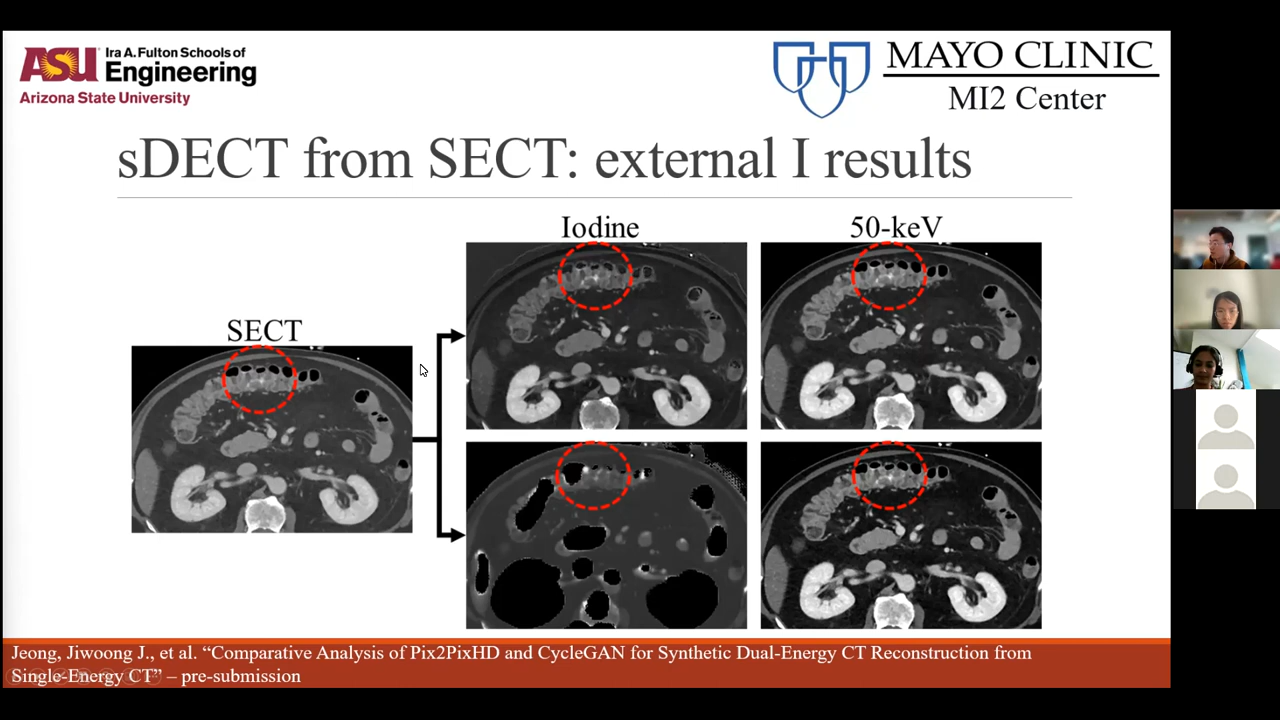 ASU Ira A. Fulton Schools of
Engineering
Arizona State University
MAYO CLINIC
MI2 Center
sDECT from SECT: external I results
Iodine
50-keV
SECT
Jeong, Jiwoong J., et al. “Comparative Analysis of Pix2PixHD and CycleGAN for Synthetic Dual-Energy CT Reconstruction from
Single-Energy CT” – pre-submission